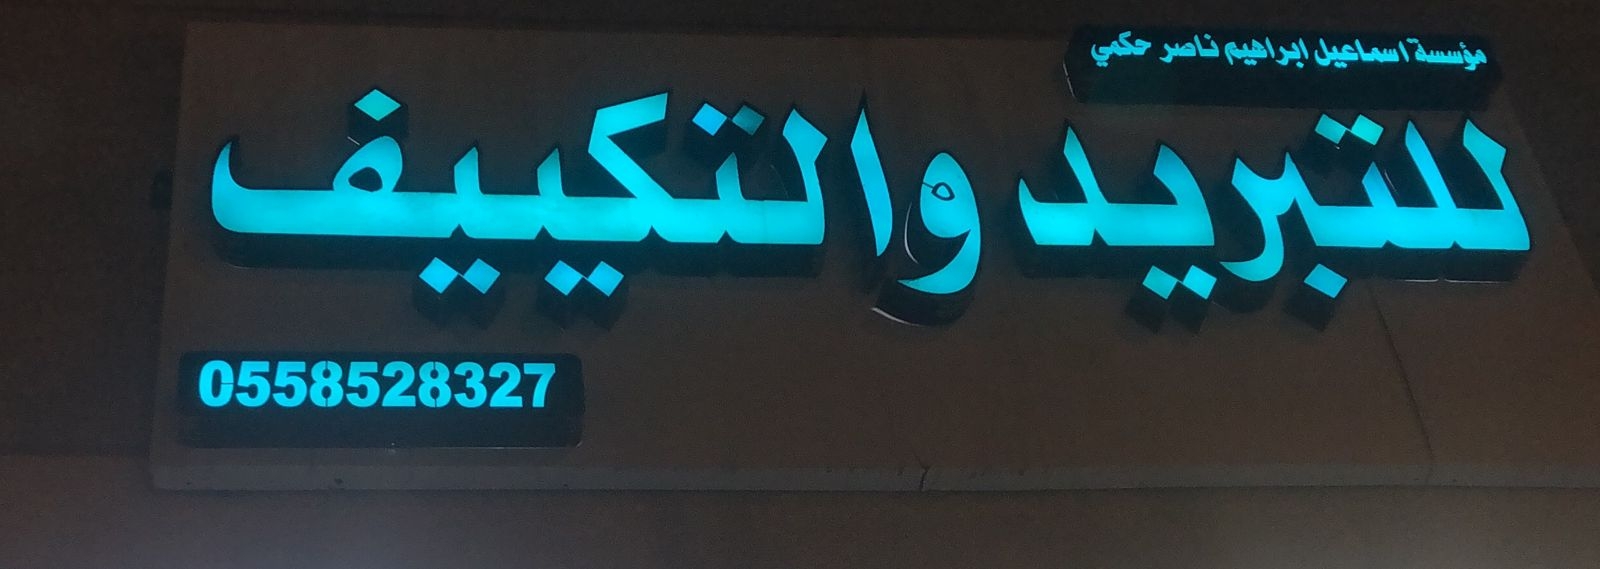 مؤسسة اسماعيل ابراهيم ناصر حكمي
للتبريد والتكييف
0558528327